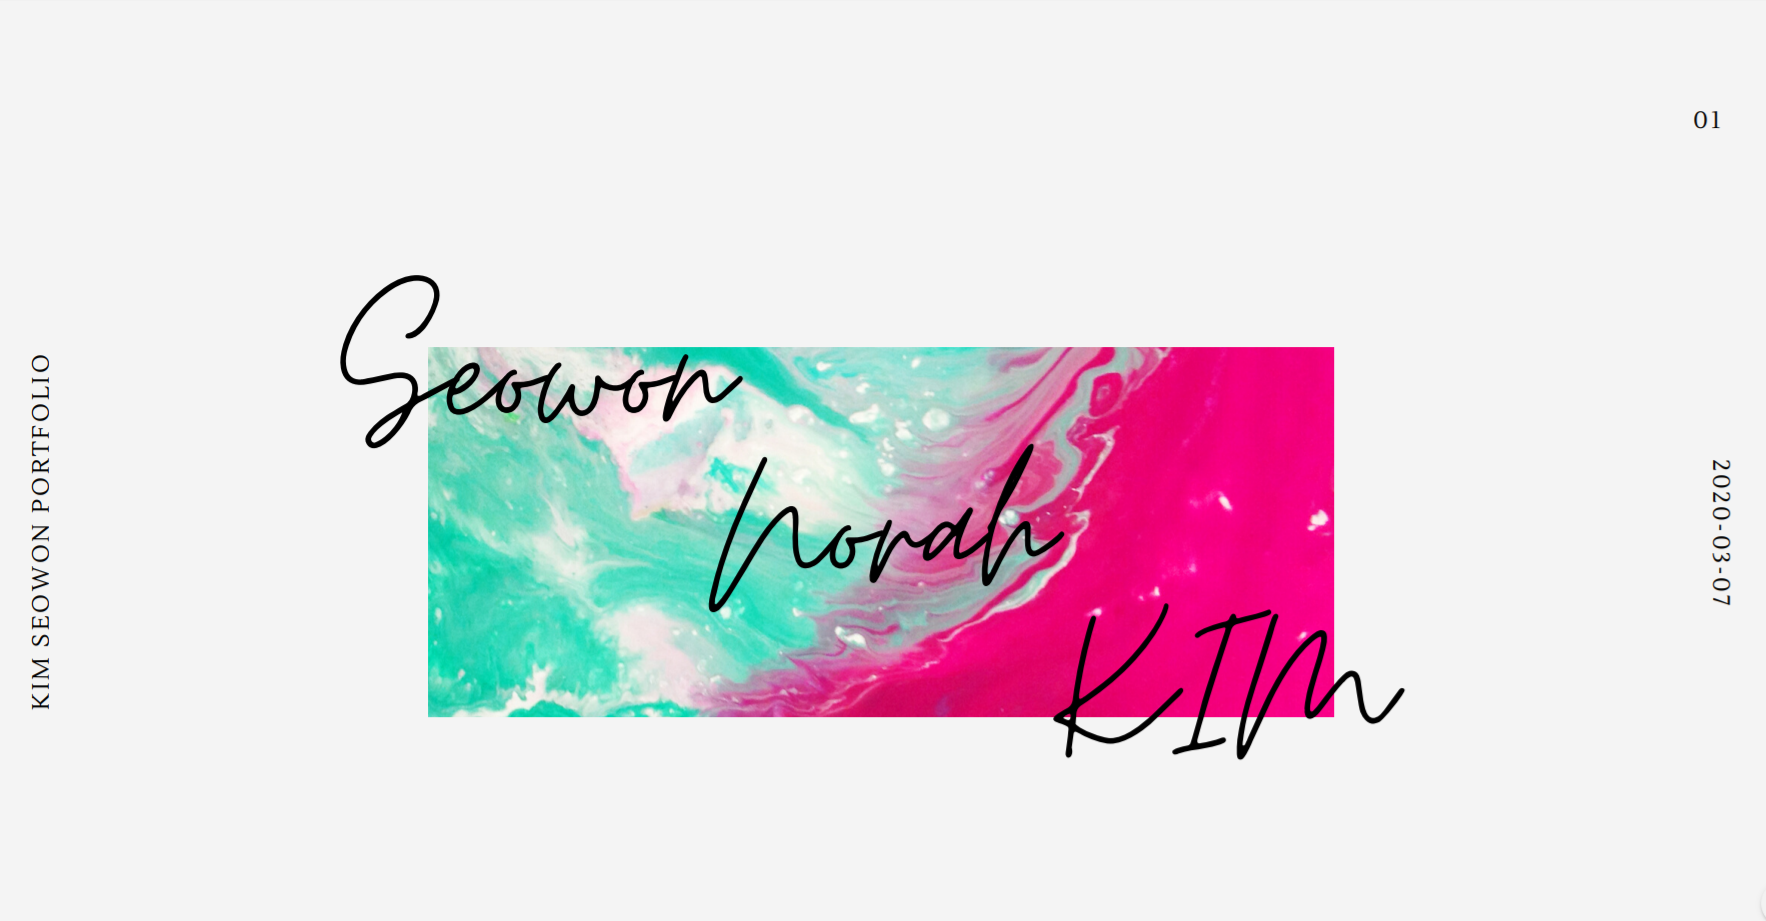 01
KIM SEOWON PORTFOLIO
Seowon
Norah
KIM
2020-03-07